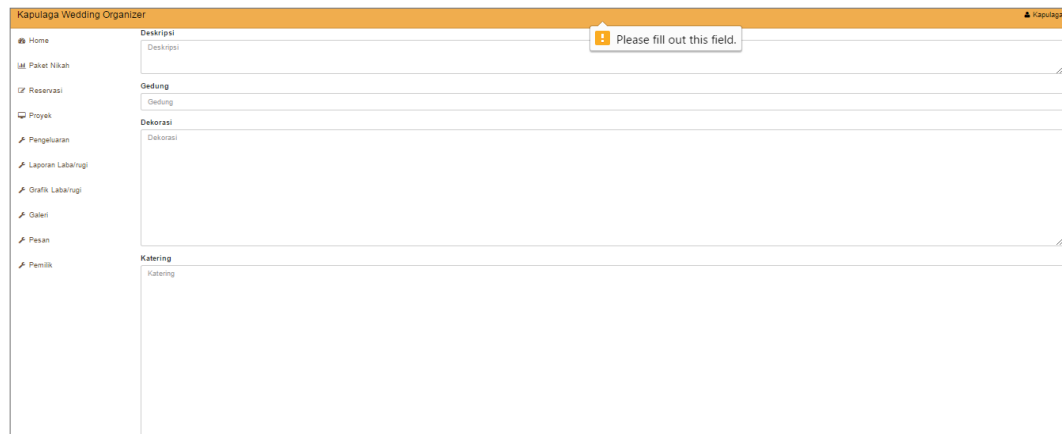 Kapulaga Wedding Organizer
Kapulaga
Please fill out this field.
Home
Paket Nikah
Reservasi
Proyek
Pengeluaran
Laporan Laba/rugi
Grafik Laba/rugi
Galeri
Pesan
Pemilik
Deskripsi
Deskripsi
Gedung
Gedung
Dekorasi
Dekorasi
Katering
Katering